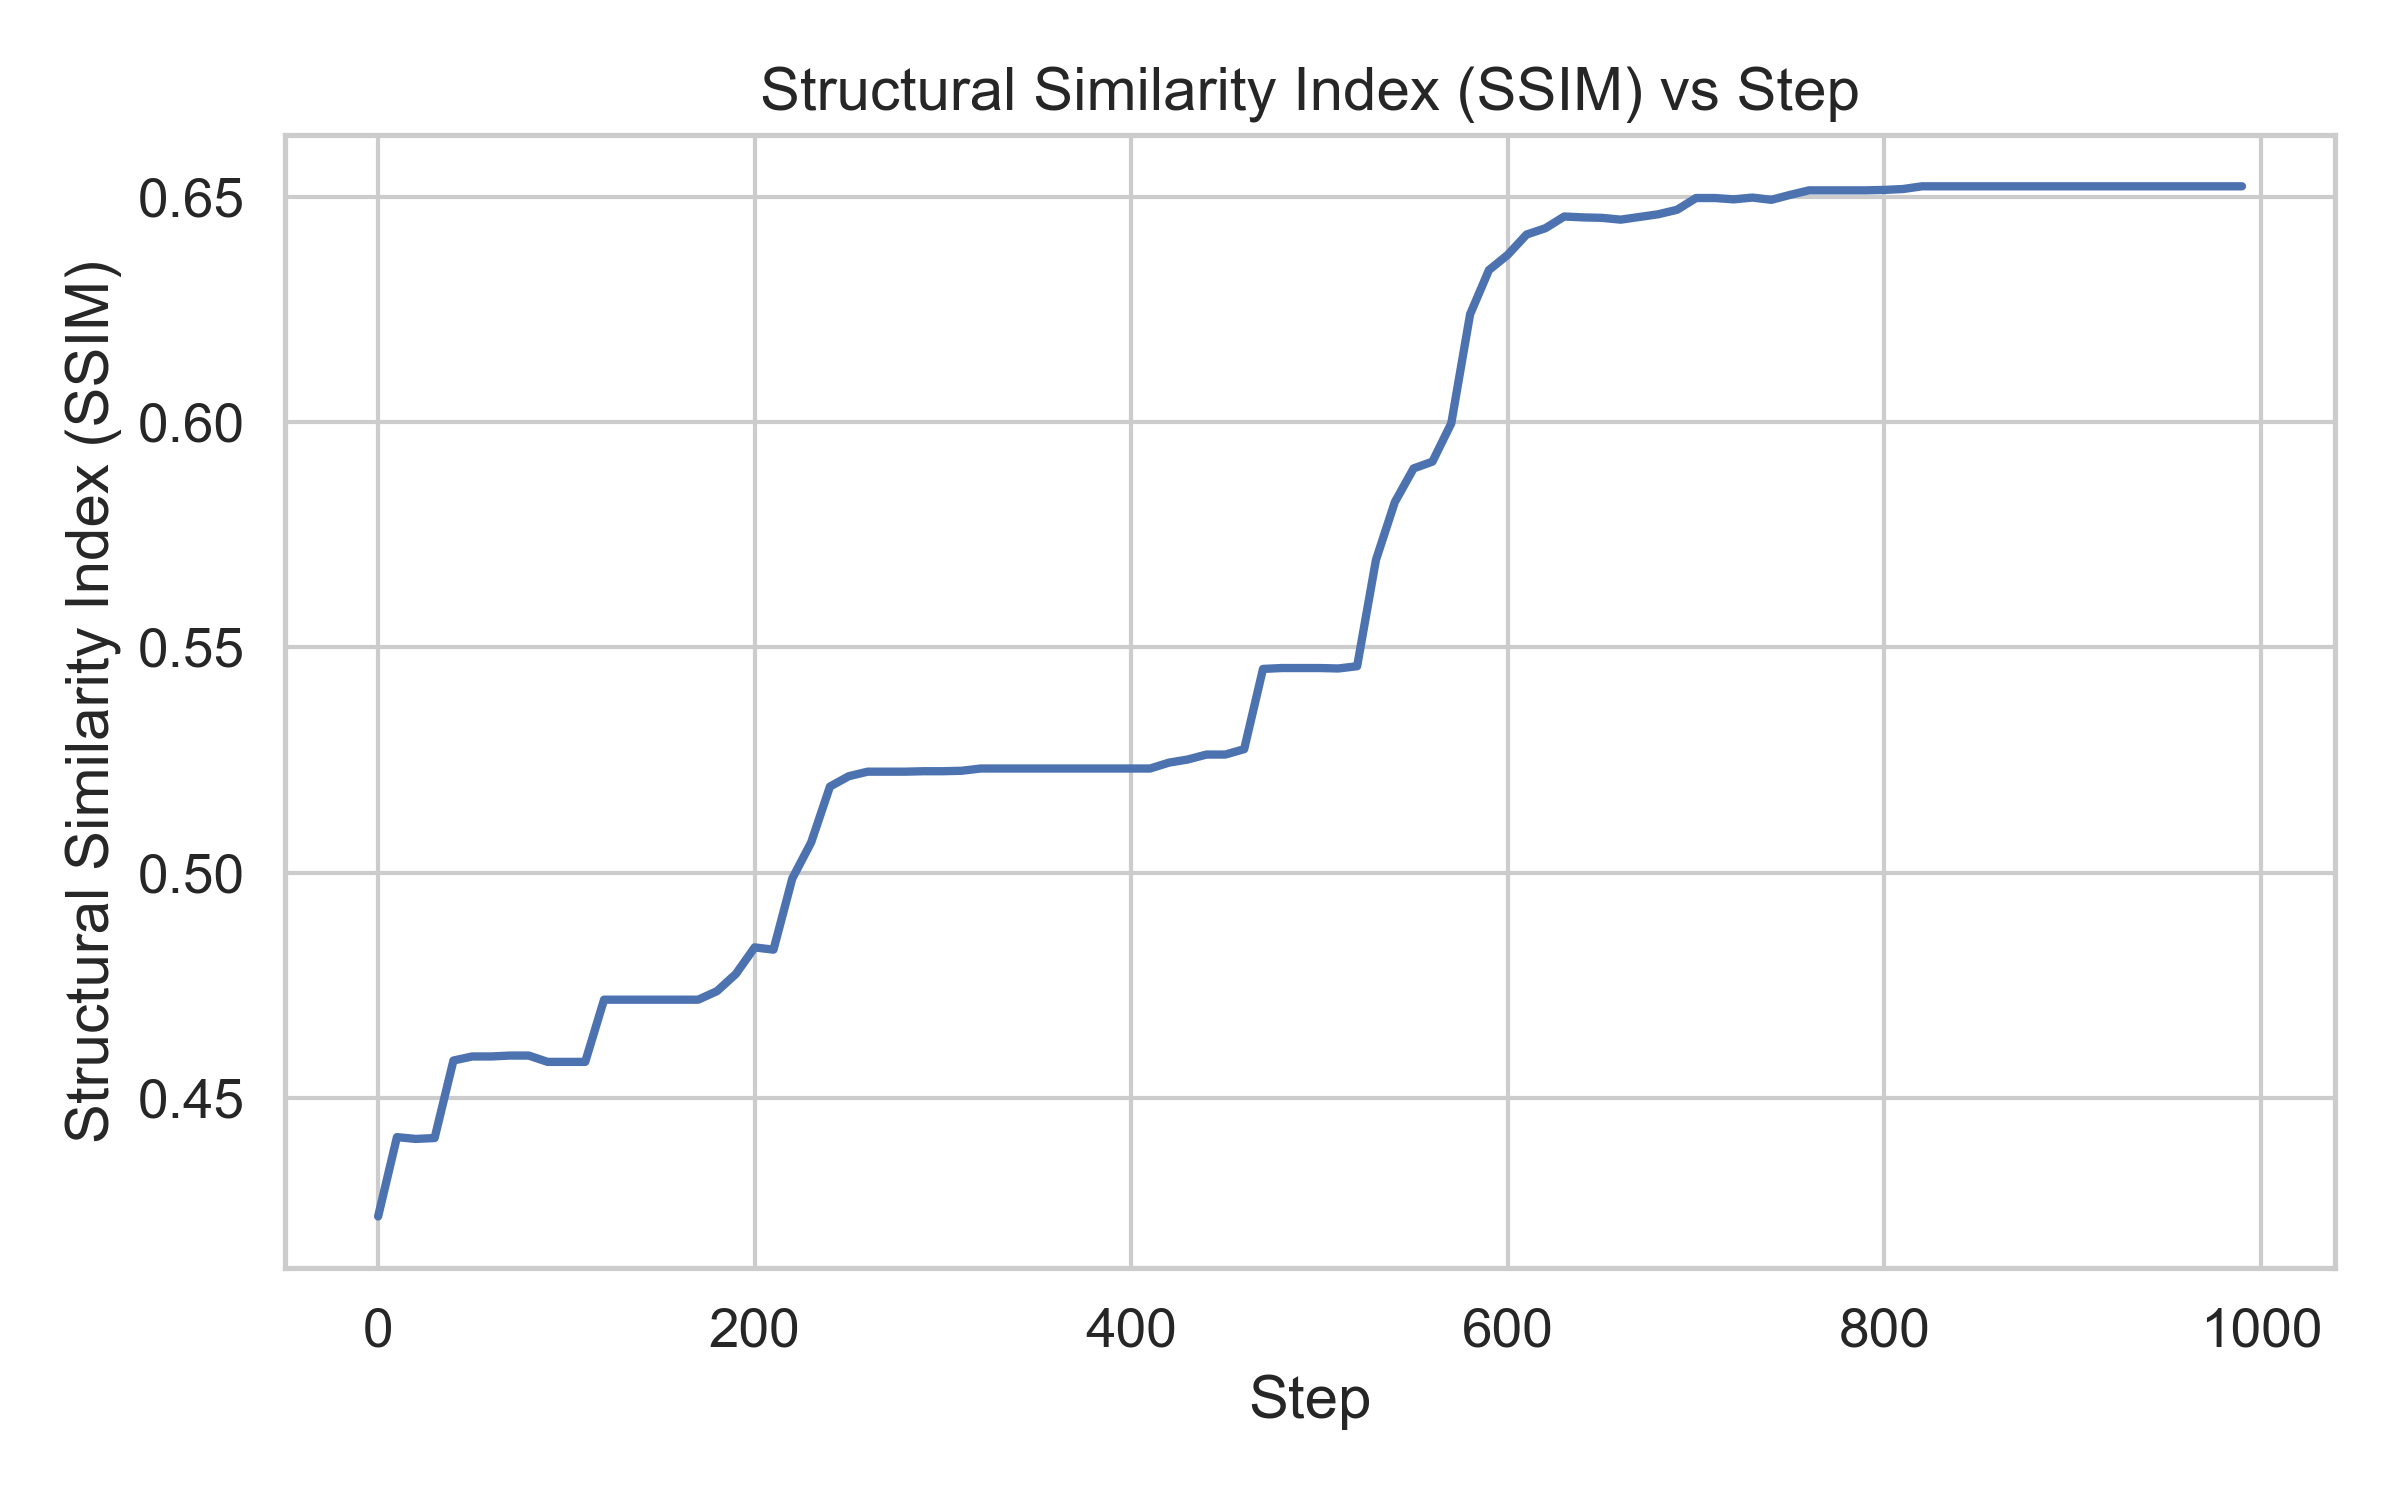 Structural Similarity Index (SSIM) vs Step
Structural Similarity Index (SSIM)
0.65
0.60
0.55
0.50
0.45
0 200 400 600 800 1000
Step